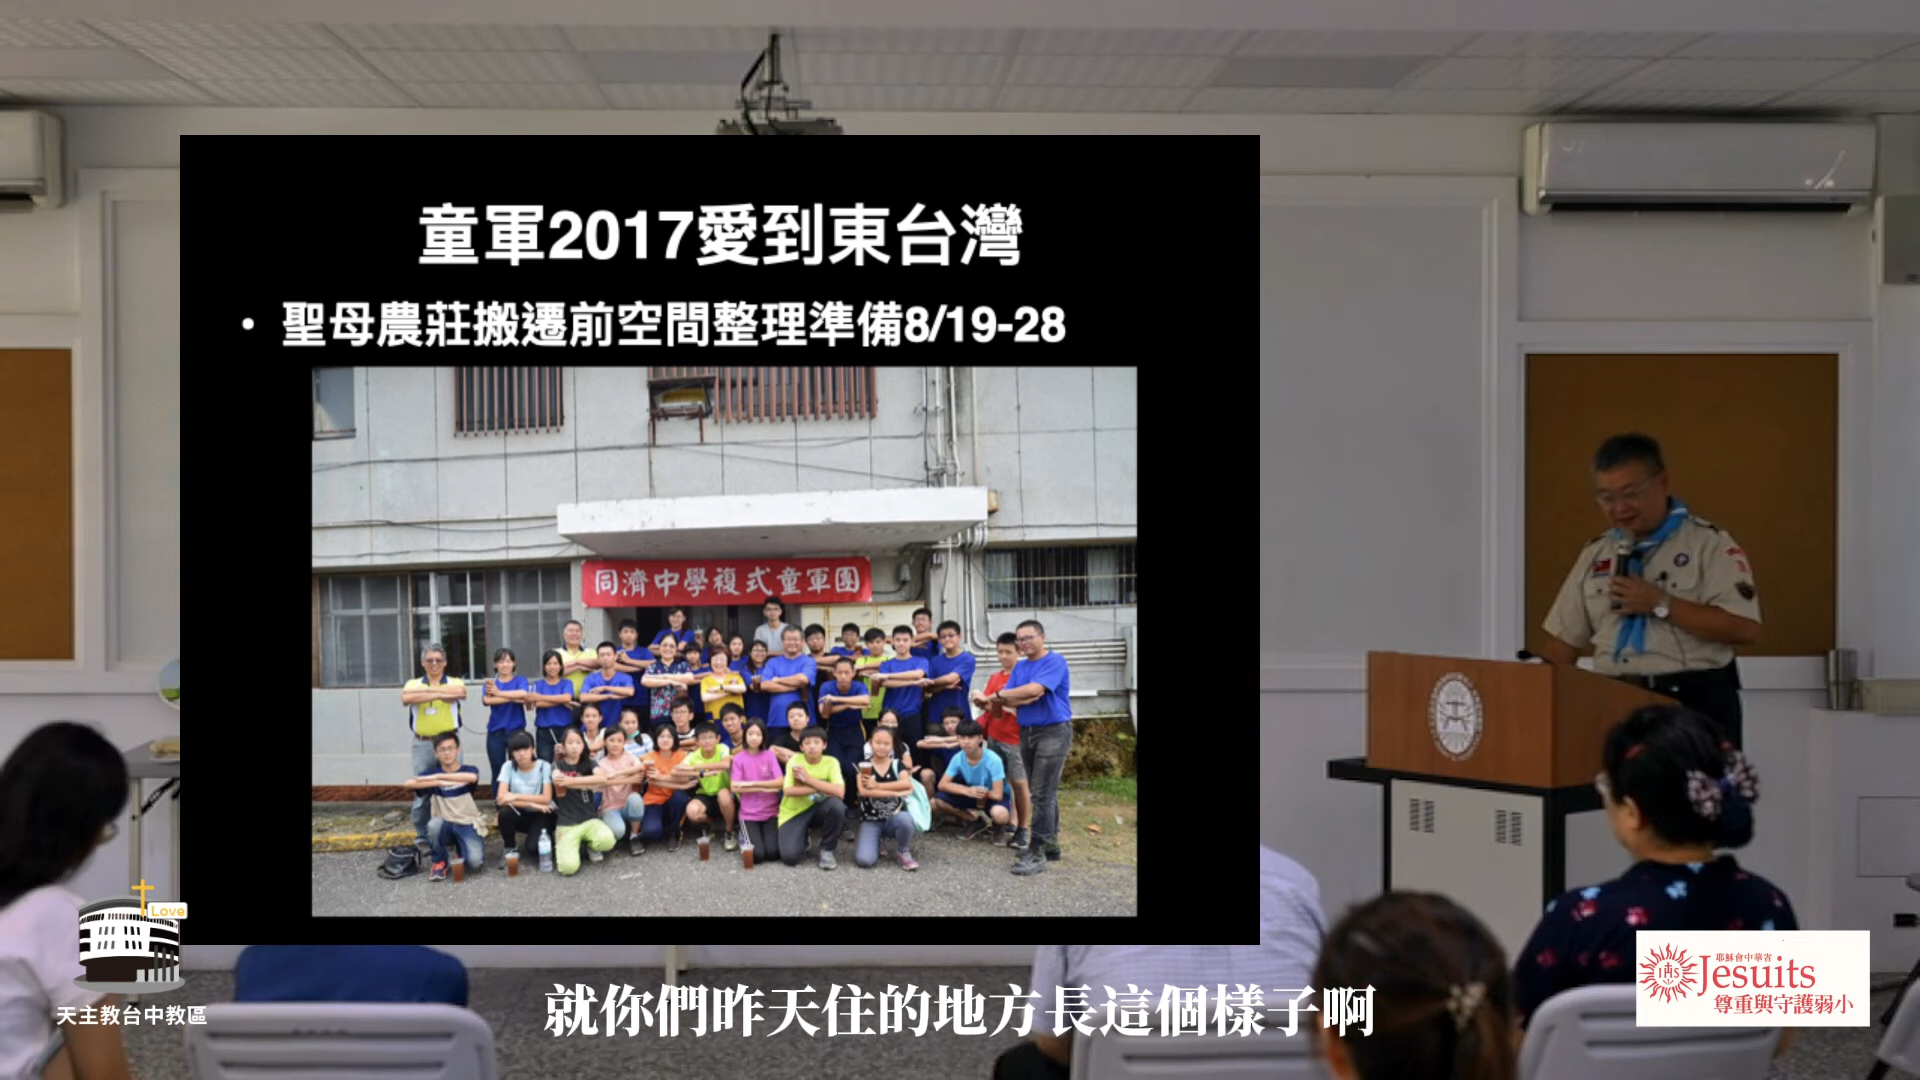 童軍2017愛到東台灣
• 聖母農莊搬遷前空間整理準備8/19-28
同濟中學複式童軍團
Love
天主教台中教區
就你們昨天住的地方長這個樣子啊
耶穌會中華省
IHS
Jesuits
尊重與守護弱小